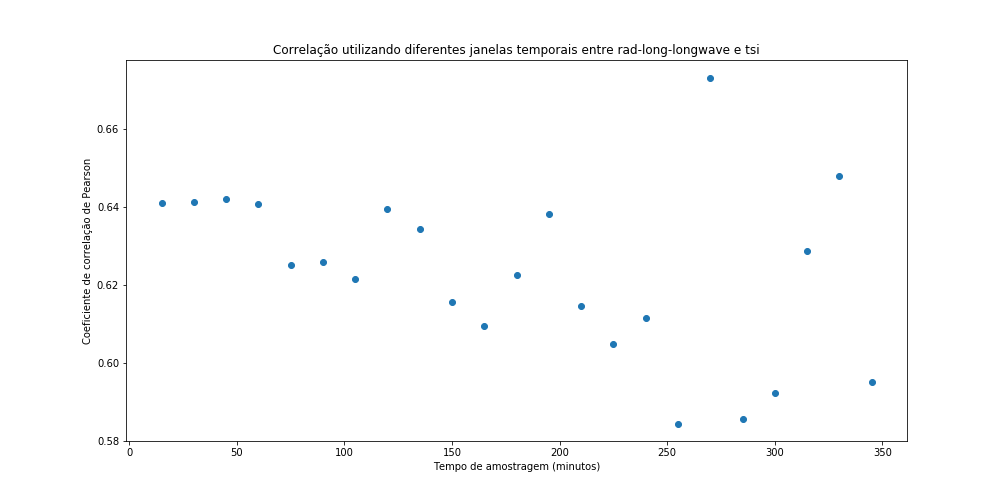 Correlação utilizando diferentes janelas temporais entre rad-long-longwave e tsi
Coeficiente de correlação de Pearson
0.66
0.64
0.62
0.60
0.58
0 50 100 150 200 250 300 350
Tempo de amostragem (minutos)